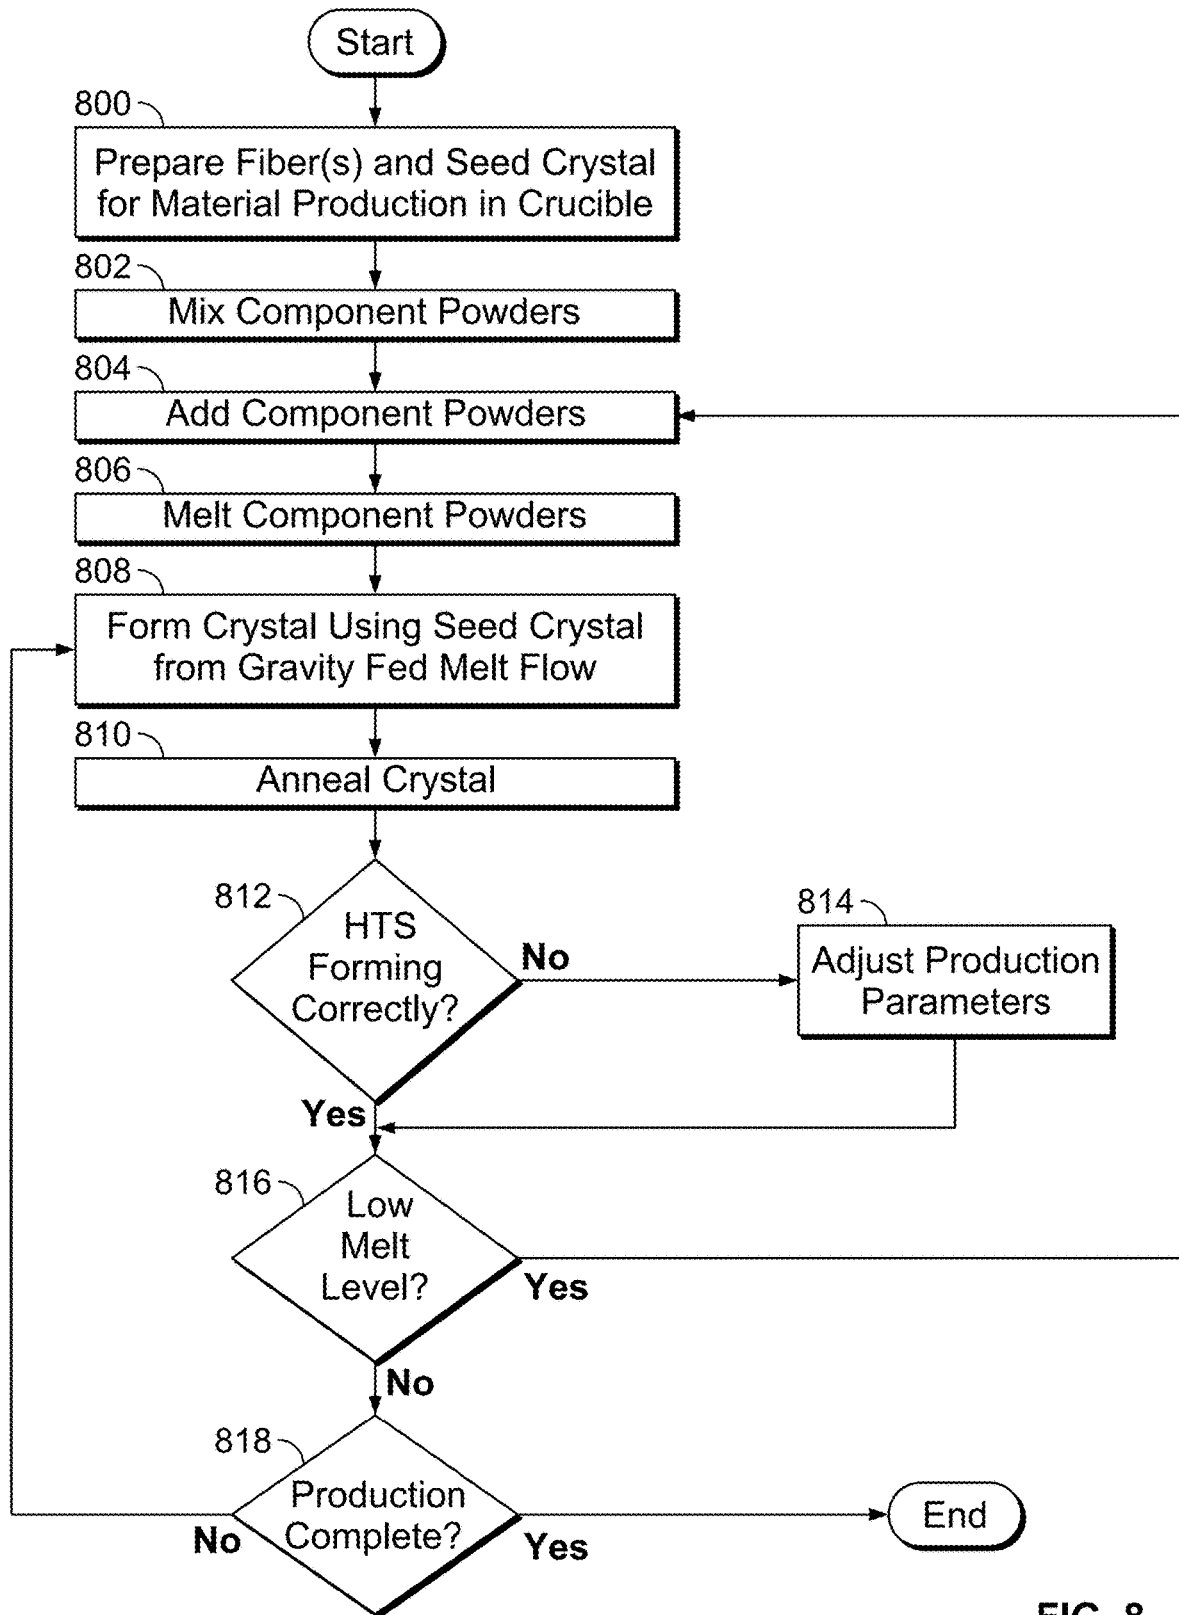 Start
800
Prepare Fiber(s) and Seed Crystal
for Material Production in Crucible
802
Mix Component Powders
804
Add Component Powders
806
Melt Component Powders
808
Form Crystal Using Seed Crystal
from Gravity Fed Melt Flow
810
Anneal Crystal
812
HTS
Forming
Correctly?
No
814
Adjust Production
Parameters
Yes
816
Low
Melt
Level?
Yes
No
818
Production
Complete?
No
Yes
End
FIG. 8